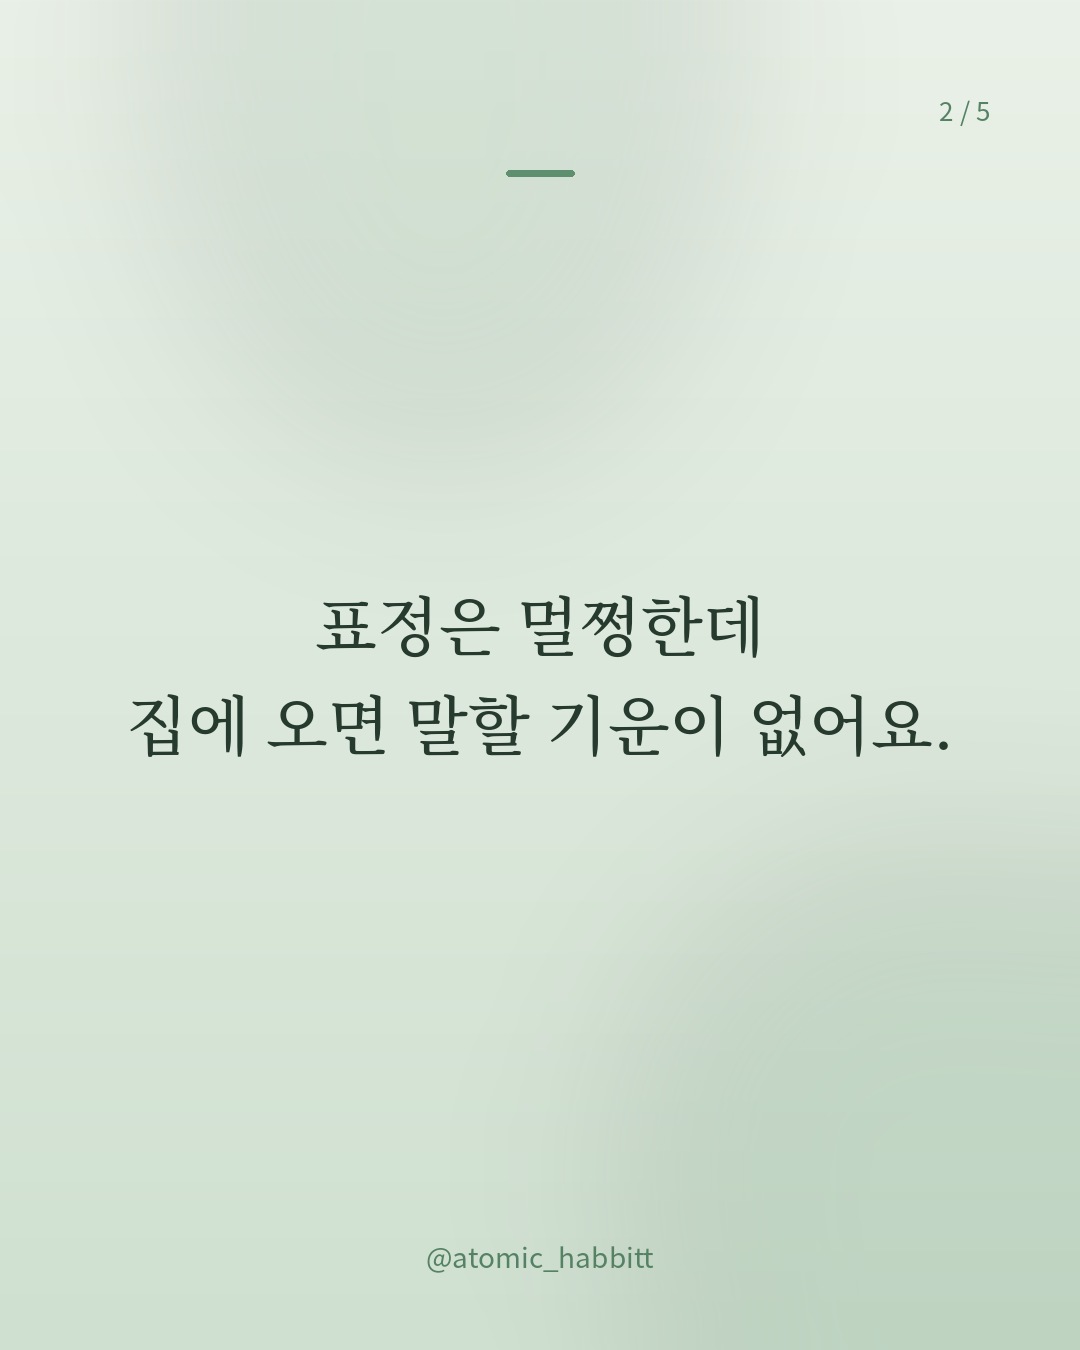 2 / 5
표정은 멀쩡한데
집에 오면 말할 기운이 없어요.
@atomic_habbitt